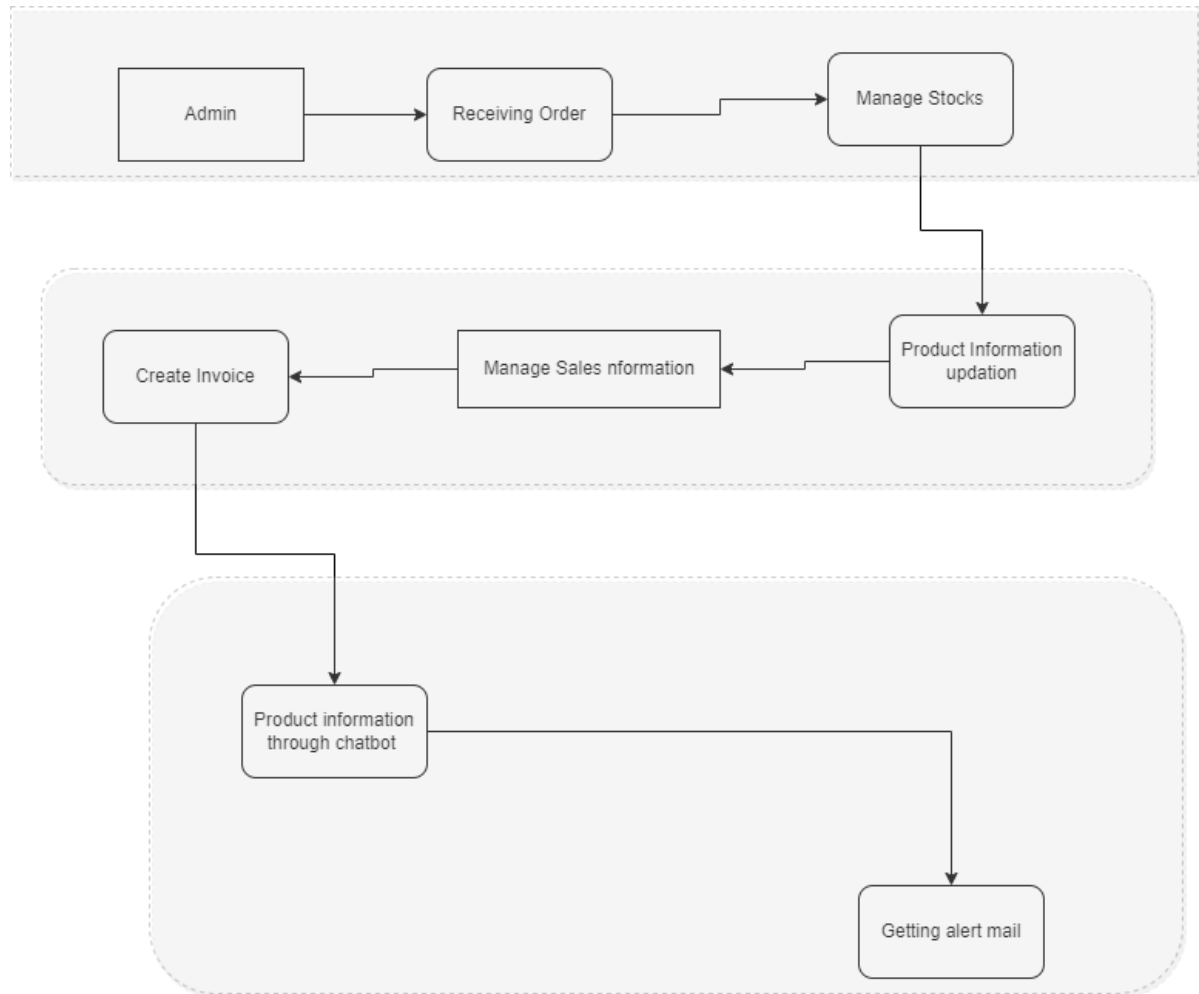 Admin
Receiving Order
Manage Stocks
Product Information
updation
Manage Sales nformation
Create Invoice
Product information
through chatbot
Getting alert mail